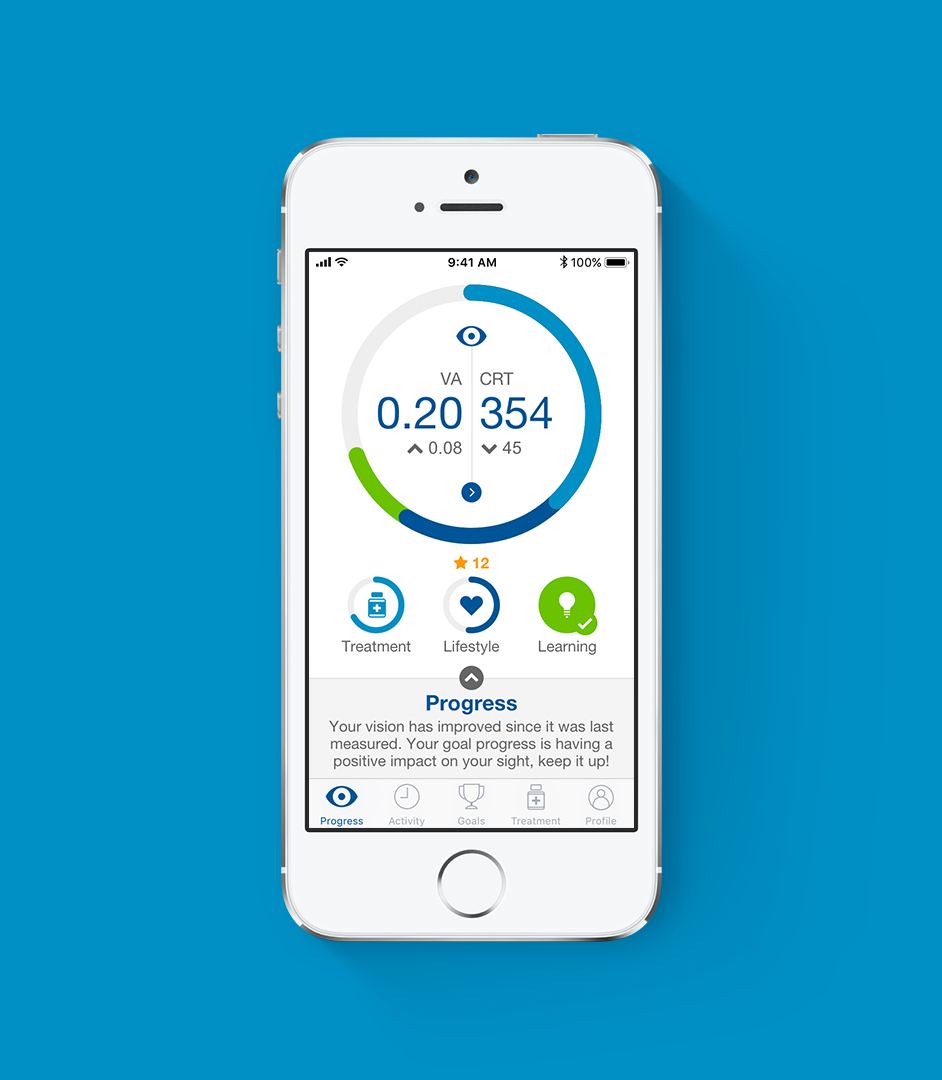 9:41 AM
100%
VA CRT
0.20 354
0.08 45
12
Treatment Lifestyle Learning
Progress
Your vision has improved since it was last
measured. Your goal progress is having a
positive impact on your sight, keep it up!
Progress Activity Goals Treatment Profile